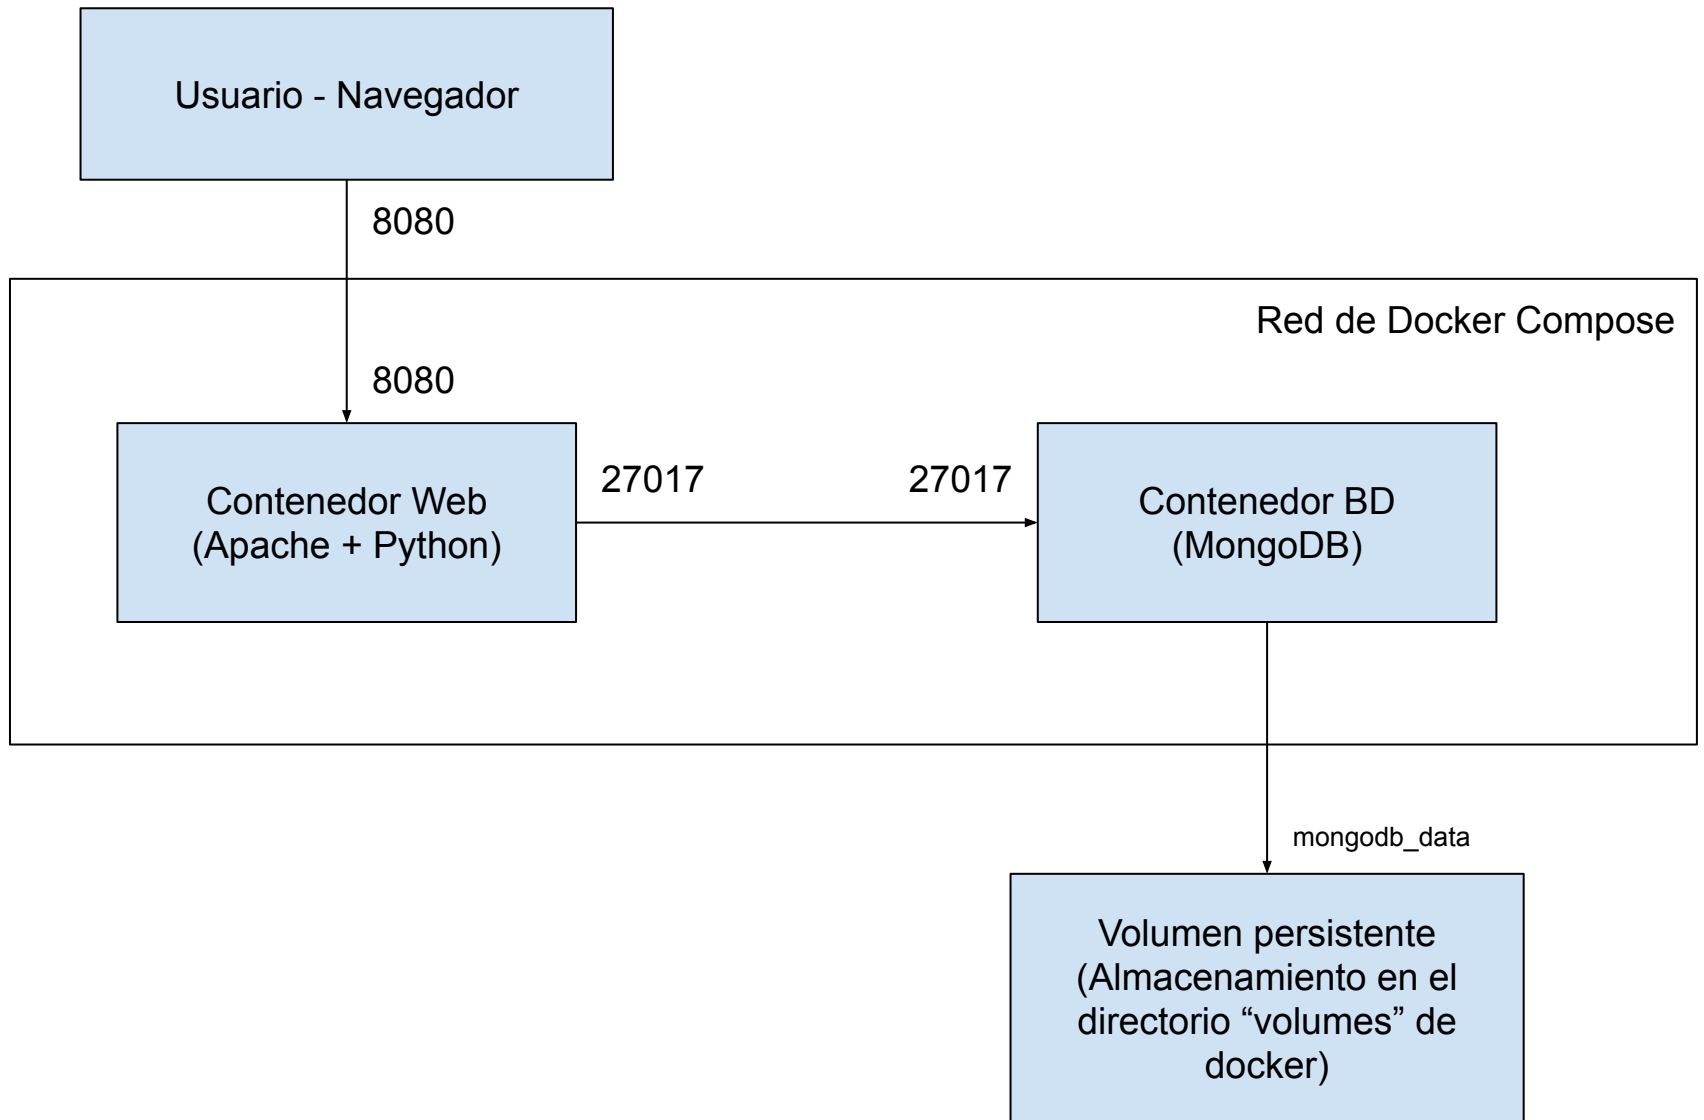 Usuario - Navegador
8080
Red de Docker Compose
8080
27017
27017
Contenedor Web
(Apache + Python)
Contenedor BD
(MongoDB)
mongodb_data
Volumen persistente
(Almacenamiento en el
directorio “volumes” de
docker)